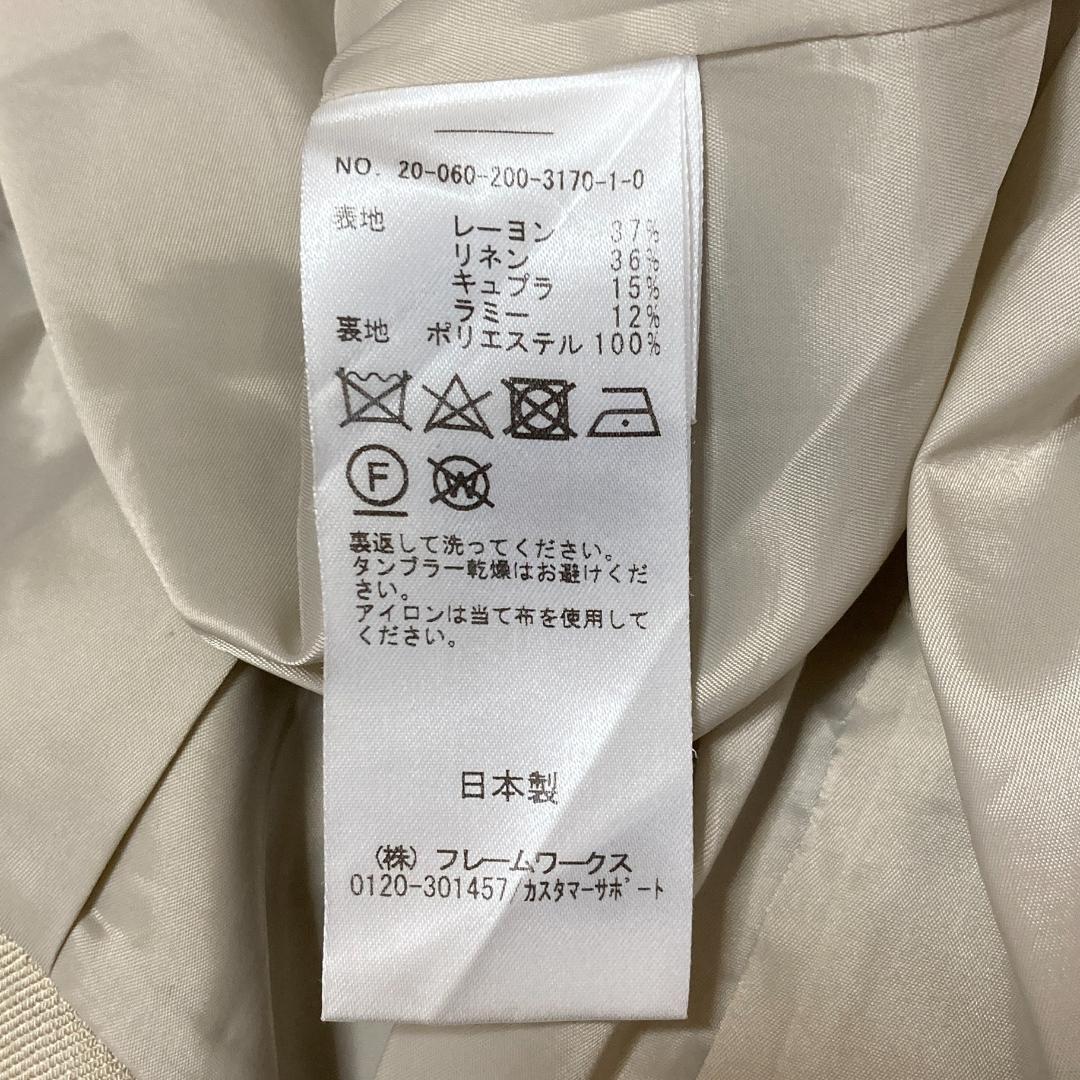 NO. 20-060-200-3170-1-0
表地 レーヨン 37%
リネン 36%
キュプラ 15%
ラミー 12%
裏地 ポリエステル 100%
F W
裏返して洗ってください。
タンブラー乾燥はお避けくだ
さい。
アイロンは当て布を使用して
ください。
日本製
(株) フレームワークス
0120-301457/カスタマーサポート